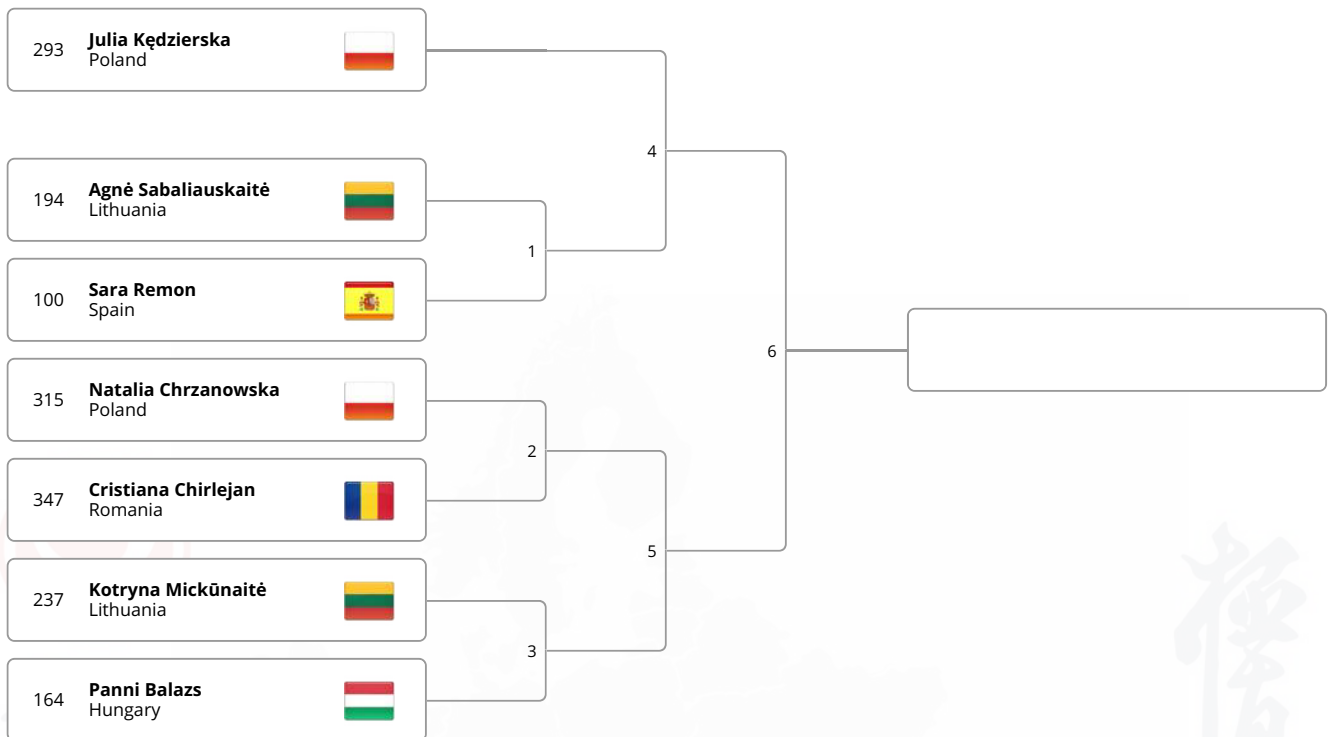 293
Julia Kędzierska
Poland
4
194
Agnė Sabaliauskaitė
Lithuania
1
100
Sara Remon
Spain
6
315
Natalia Chrzanowska
Poland
2
347
Cristiana Chirlejan
Romania
5
237
Kotryna Mickūnaitė
Lithuania
3
164
Panni Balazs
Hungary